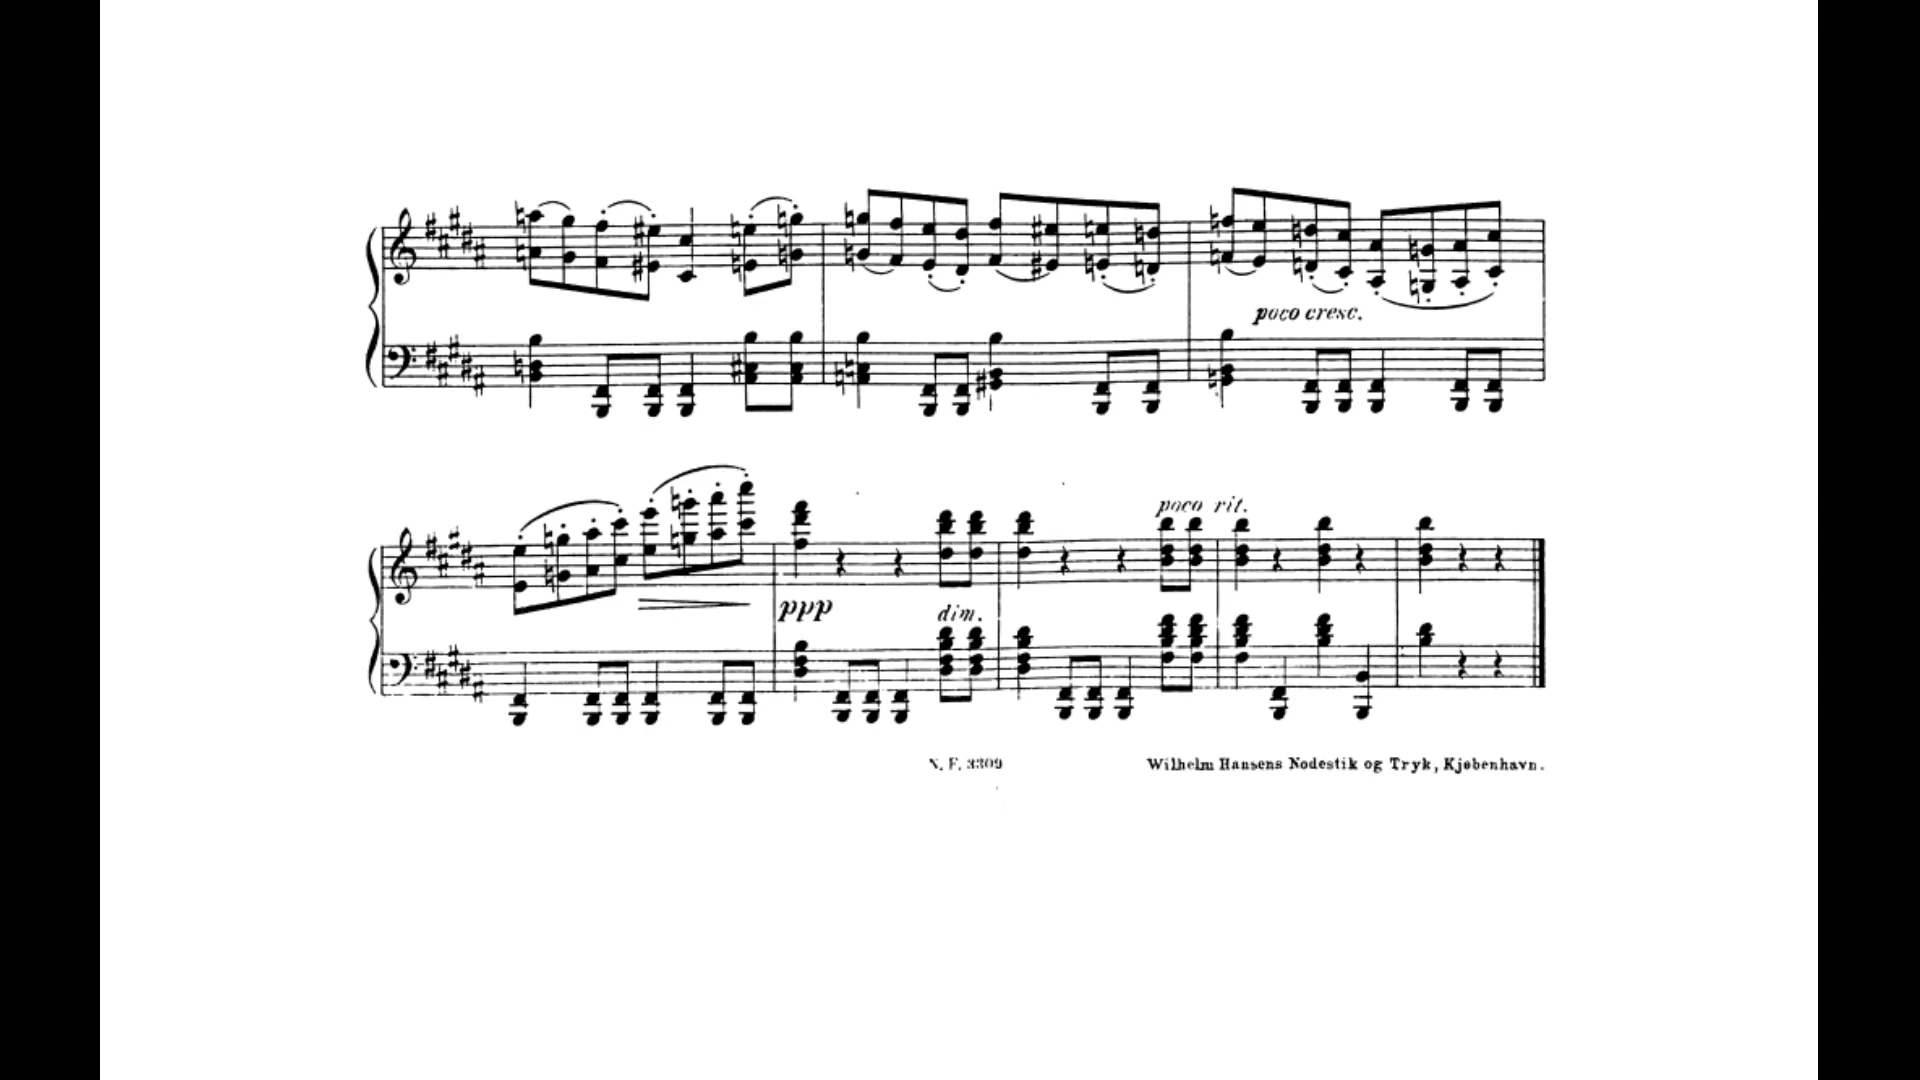 poco cresc.
poco rit.
ppp
dim.
N. F. 3309
Wilhelm Hansens Nodestik og Tryk, Kjøbenhavn.